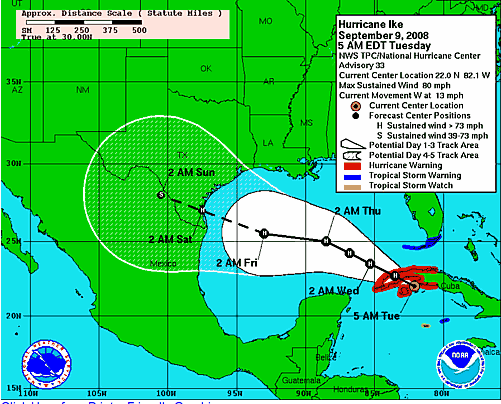 Approx. Distance Scale ( Statute Miles )
SM 125 250 375 500
True at 30.00N
Hurricane Ike
September 9, 2008
5 AM EDT Tuesday
NWS TPC/National Hurricane Center
Advisory 33
Current Center Location 22.0 N 82.1 W
Max Sustained Wind 80 mph
Current Movement W at 13 mph
Current Center Location
Forecast Center Positions
H Sustained wind > 73 mph
S Sustained wind 39-73 mph
Potential Day 1-3 Track Area
Potential Day 4-5 Track Area
Hurricane Warning
Tropical Storm Warning
Tropical Storm Watch
UT
MO
35N
AZ
NM
OK
AR
MS
LA
TX
30N
2 AM Sun
2 AM Thu
2 AM Sat
25N
Mexico
2 AM Fri
2 AM Wed
5 AM Tue
Cuba
20N
Belize
Guatemala
Honduras
NOAA
15N
110W 105W 100W 95W 90W 85W 80W